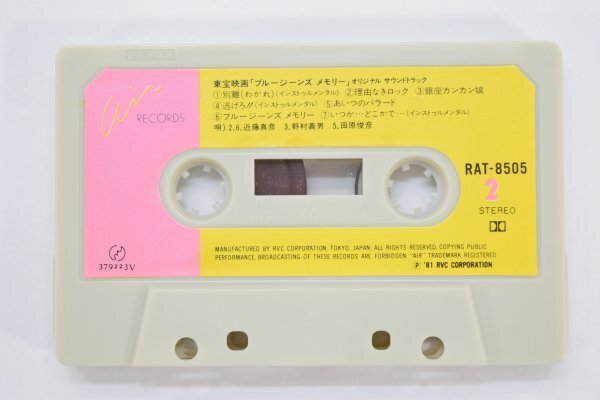 東宝映画「ブルージーンズ メモリー」オリジナル サウンドトラック
①別離(わかれ)(インストゥルメンタル) ②理由なきロック ③銀座カンカン娘
④逃げろ!!(インストゥルメンタル) ⑤あいつのバラード
⑥ブルージーンズ メモリー ⑦いつか…どこかで…(インストゥルメンタル)
唄) 2.6.近藤真彦 3.野村義男 5.田原俊彦
Air
RECORDS
RAT-8505
2
STEREO
MANUFACTURED BY RVC CORPORATION, TOKYO, JAPAN, ALL RIGHTS RESERVED, COPYING PUBLIC
PERFORMANCE, BROADCASTING OF THESE RECORDS ARE FORBIDDEN. "AIR" TRADEMARK REGISTERED.
Ⓟ '81 RVC CORPORATION
379223V